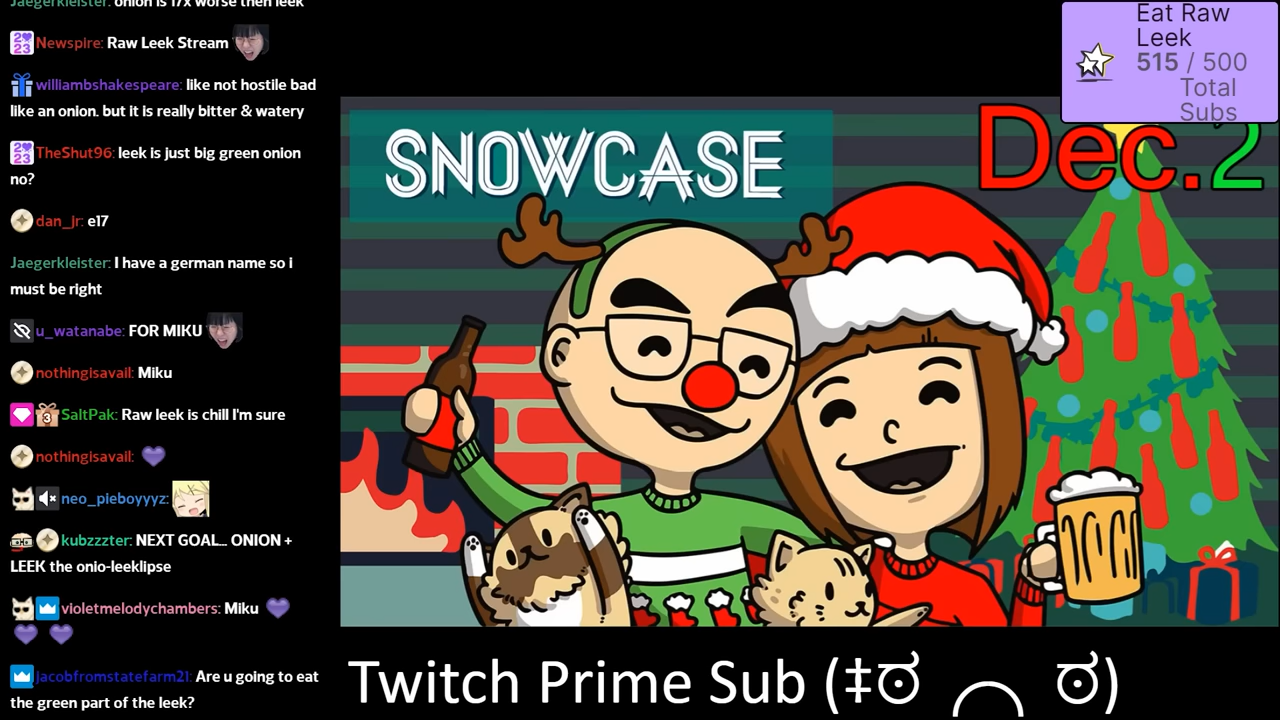 Jaegerkleister: onion is 17x worse then leek
Newspire: Raw Leek Stream
williambshakespeare: like not hostile bad
like an onion. but it is really bitter & watery
TheShut96: leek is just big green onion
no?
dan_jr: e17
Jaegerkleister: I have a german name so i
must be right
u_watanabe: FOR MIKU
nothingisavail: Miku
SaltPak: Raw leek is chill I'm sure
nothingisavail:
neo_pieboyyyz:
kubzzzter: NEXT GOAL... ONION +
LEEK the onio-leeklipse
violetmelodychambers: Miku
Jacobfromstatefarm21: Are u going to eat
the green part of the leek?
Eat Raw
Leek
515 / 500
Total
Subs
SNOWCASE
Dec.2
Twitch Prime Sub (‡ಠ ╭╮ ಠ)